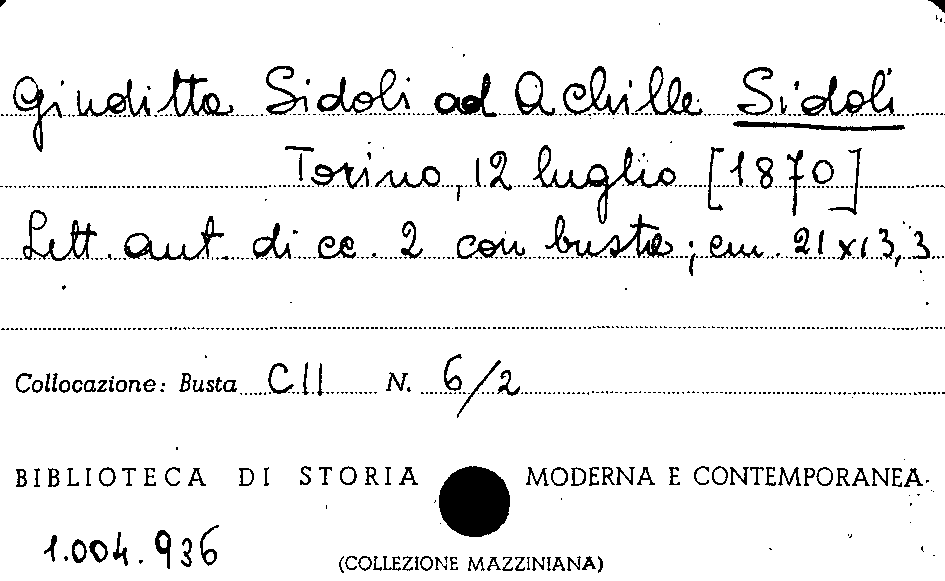 Giuditta Sidoli ad Achille Sidoli
Torino, 12 luglio [1870]
Lett. aut. di cc. 2 con busta; cm. 21x13,3
Collocazione: Busta CII N. 6/2
BIBLIOTECA DI STORIA MODERNA E CONTEMPORANEA
1.004.936
(COLLEZIONE MAZZINIANA)